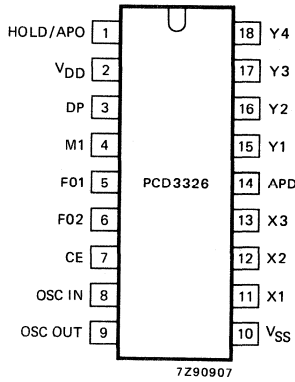 HOLD/APO 1 18 Y4
VDD 2 17 Y3
DP 3 16 Y2
M1 4 15 Y1
F01 5 PCD3326 14 APD
F02 6 13 X3
CE 7 12 X2
OSC IN 8 11 X1
OSC OUT 9 10 VSS
7Z90907